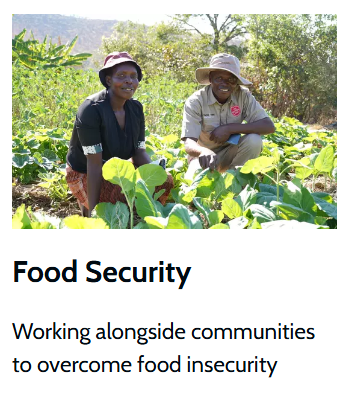 Food Security
Working alongside communities
to overcome food insecurity